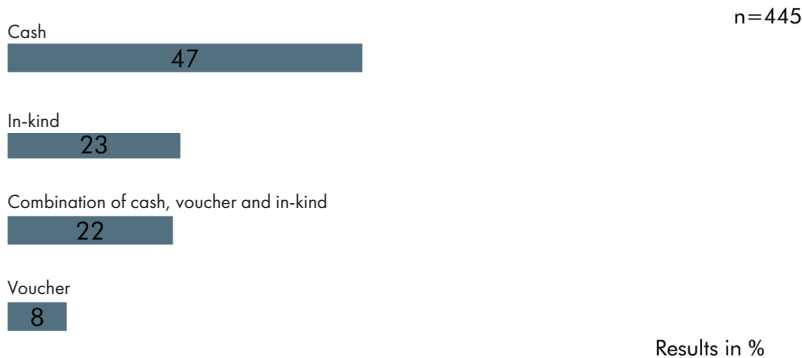 n=445
Cash
47
In-kind
23
Combination of cash, voucher and in-kind
22
Voucher
8
Results in %